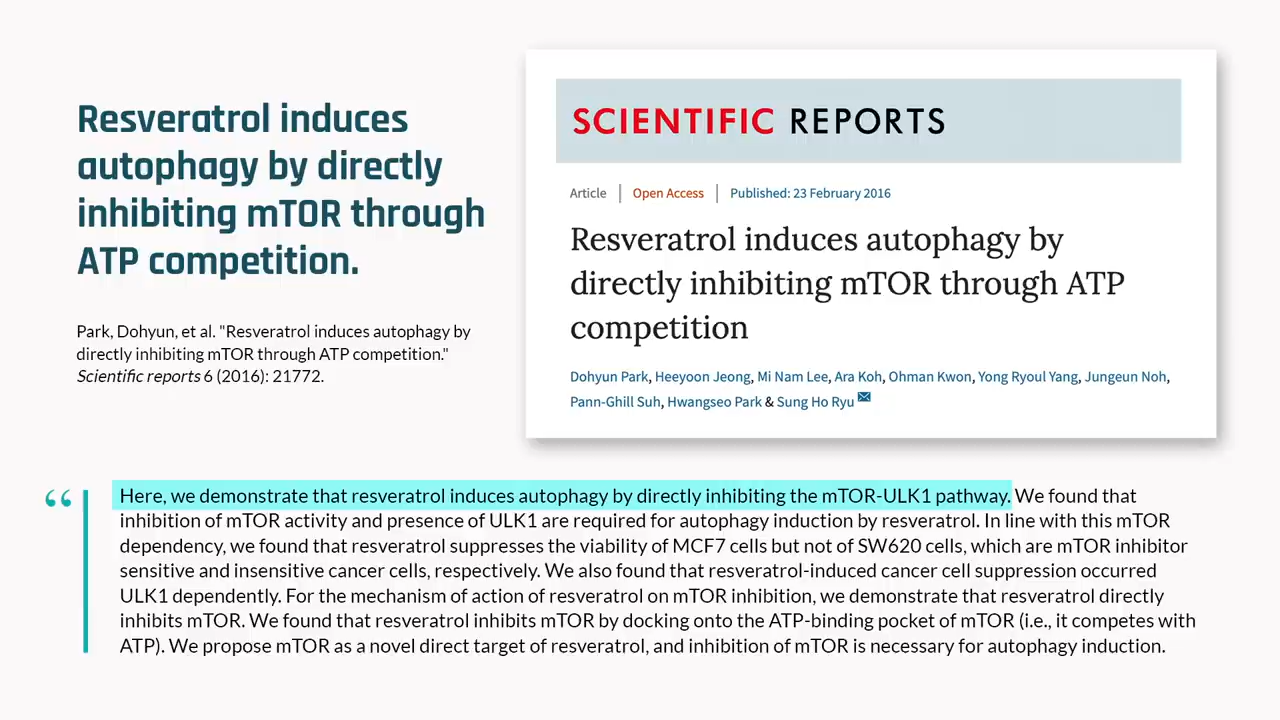 Resveratrol induces
autophagy by directly
inhibiting mTOR through
ATP competition.
Park, Dohyun, et al. "Resveratrol induces autophagy by
directly inhibiting mTOR through ATP competition."
Scientific reports 6 (2016): 21772.
SCIENTIFIC REPORTS
Article | Open Access | Published: 23 February 2016
Resveratrol induces autophagy by
directly inhibiting mTOR through ATP
competition
Dohyun Park, Heeyoon Jeong, Mi Nam Lee, Ara Koh, Ohman Kwon, Yong Ryoul Yang, Jungeun Noh,
Pann-Ghill Suh, Hwangseo Park & Sung Ho Ryu
“ Here, we demonstrate that resveratrol induces autophagy by directly inhibiting the mTOR-ULK1 pathway. We found that
inhibition of mTOR activity and presence of ULK1 are required for autophagy induction by resveratrol. In line with this mTOR
dependency, we found that resveratrol suppresses the viability of MCF7 cells but not of SW620 cells, which are mTOR inhibitor
sensitive and insensitive cancer cells, respectively. We also found that resveratrol-induced cancer cell suppression occurred
ULK1 dependently. For the mechanism of action of resveratrol on mTOR inhibition, we demonstrate that resveratrol directly
inhibits mTOR. We found that resveratrol inhibits mTOR by docking onto the ATP-binding pocket of mTOR (i.e., it competes with
ATP). We propose mTOR as a novel direct target of resveratrol, and inhibition of mTOR is necessary for autophagy induction.